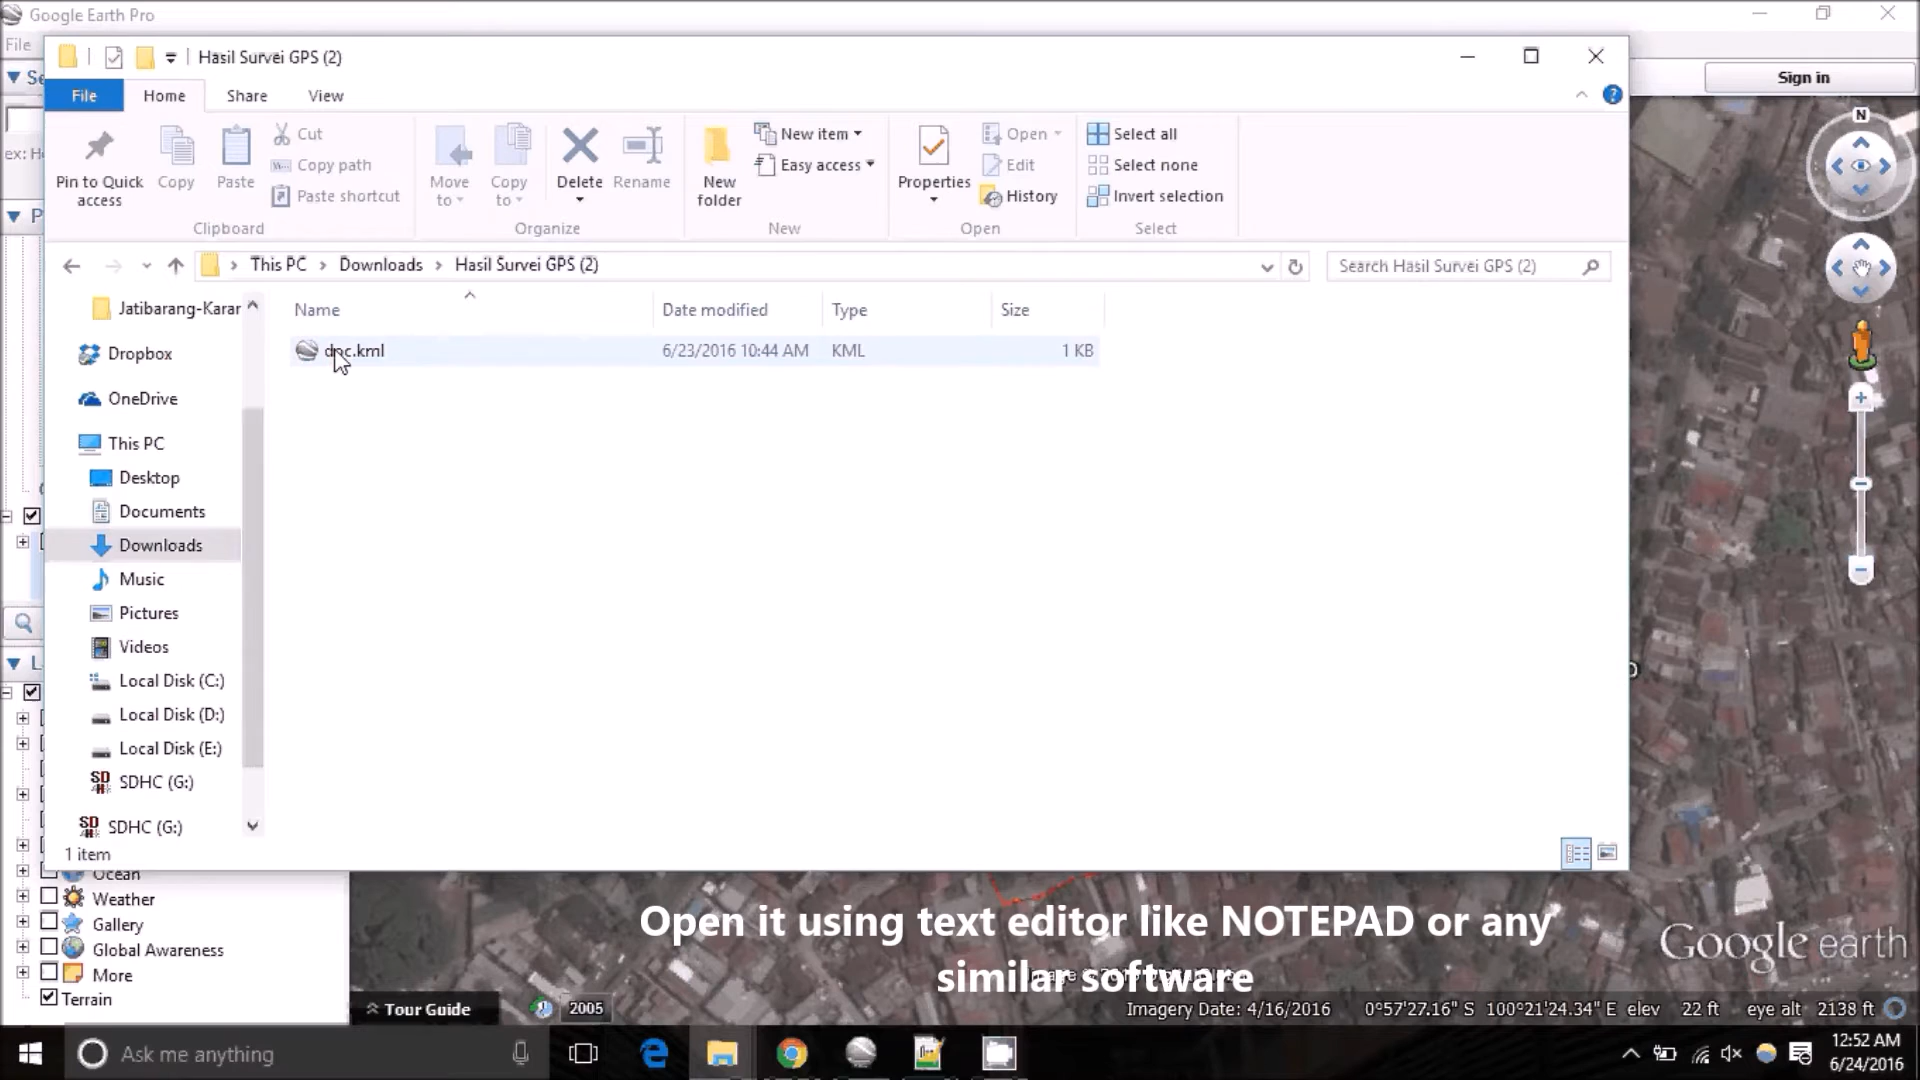 Google Earth Pro
File
Hasil Survei GPS (2)
File Home Share View
Sign in
Pin to Quick access
Copy
Paste
Cut
Copy path
Paste shortcut
Clipboard
Move to
Copy to
Delete
Rename
Organize
New folder
New item
Easy access
New
Properties
Open
Edit
History
Open
Select all
Select none
Invert selection
Select
N
This PC > Downloads > Hasil Survei GPS (2)
Search Hasil Survei GPS (2)
Name Date modified Type Size
doc.kml 6/23/2016 10:44 AM KML 1 KB
Jatibarang-Karar
Dropbox
OneDrive
This PC
Desktop
Documents
Downloads
Music
Pictures
Videos
Local Disk (C:)
Local Disk (D:)
Local Disk (E:)
SDHC (G:)
SDHC (G:)
1 item
Ocean
Weather
Gallery
Global Awareness
More
Terrain
Open it using text editor like NOTEPAD or any
similar software
Google earth
Tour Guide
2005
Imagery Date: 4/16/2016 0°57'27.16" S 100°21'24.34" E elev 22 ft eye alt 2138 ft
Ask me anything
12:52 AM
6/24/2016